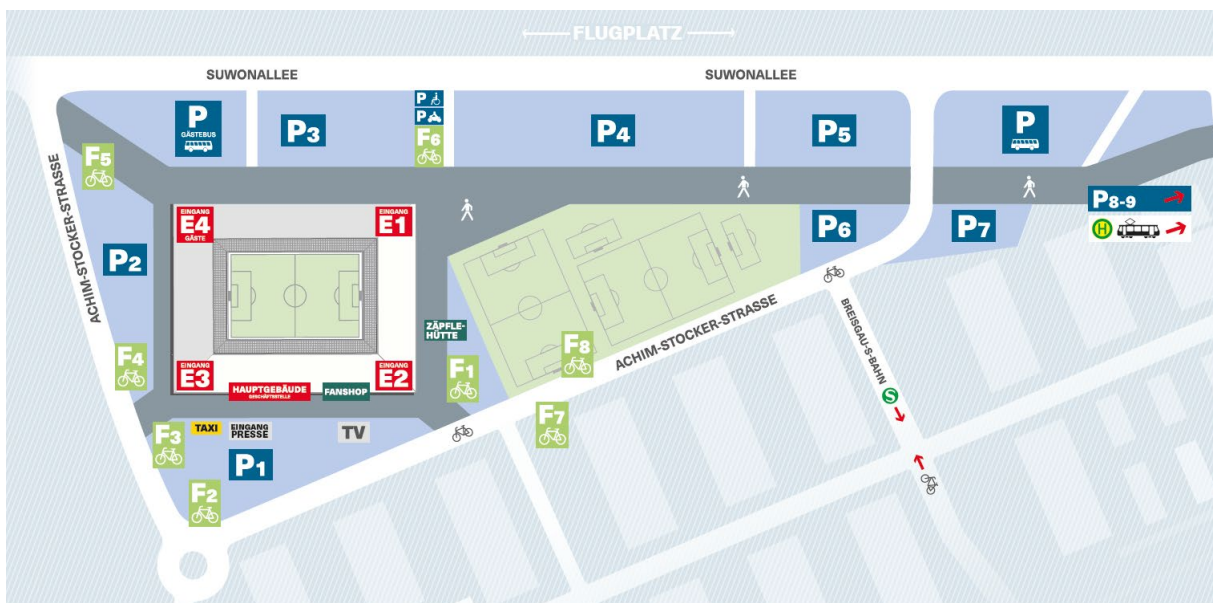 FLUGPLATZ
SUWONALLEE
SUWONALLEE
P
GÄSTEBUS
P3
P
P
F6
P4
P5
P
F5
P8-9
H
EINGANG
E4
GÄSTE
EINGANG
E1
P2
P6
P7
ACHIM-STOCKER-STRASSE
ZÄPFLE-
HÜTTE
ACHIM-STOCKER-STRASSE
BREISGAU-S-BAHN
S
F4
EINGANG
E3
EINGANG
E2
F1
F8
HAUPTGEBÄUDE
GESCHÄFTSSTELLE
FANSHOP
F7
F3
TAXI
EINGANG
PRESSE
TV
P1
F2